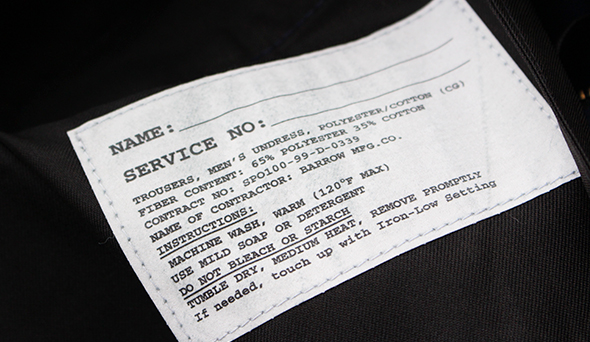 NAME:
SERVICE NO:
TROUSERS, MEN'S UNDRESS, POLYESTER/COTTON (CG)
FIBER CONTENT: 65% POLYESTER 35% COTTON
CONTRACT NO: SPO100-99-D-0339
NAME OF CONTRACTOR: BARROW MFG.CO.
INSTRUCTIONS:
MACHINE WASH, WARM (120°F MAX)
USE MILD SOAP OR DETERGENT
DO NOT BLEACH OR STARCH
TUMBLE DRY, MEDIUM HEAT, REMOVE PROMPTLY
If needed, touch up with Iron-Low Setting